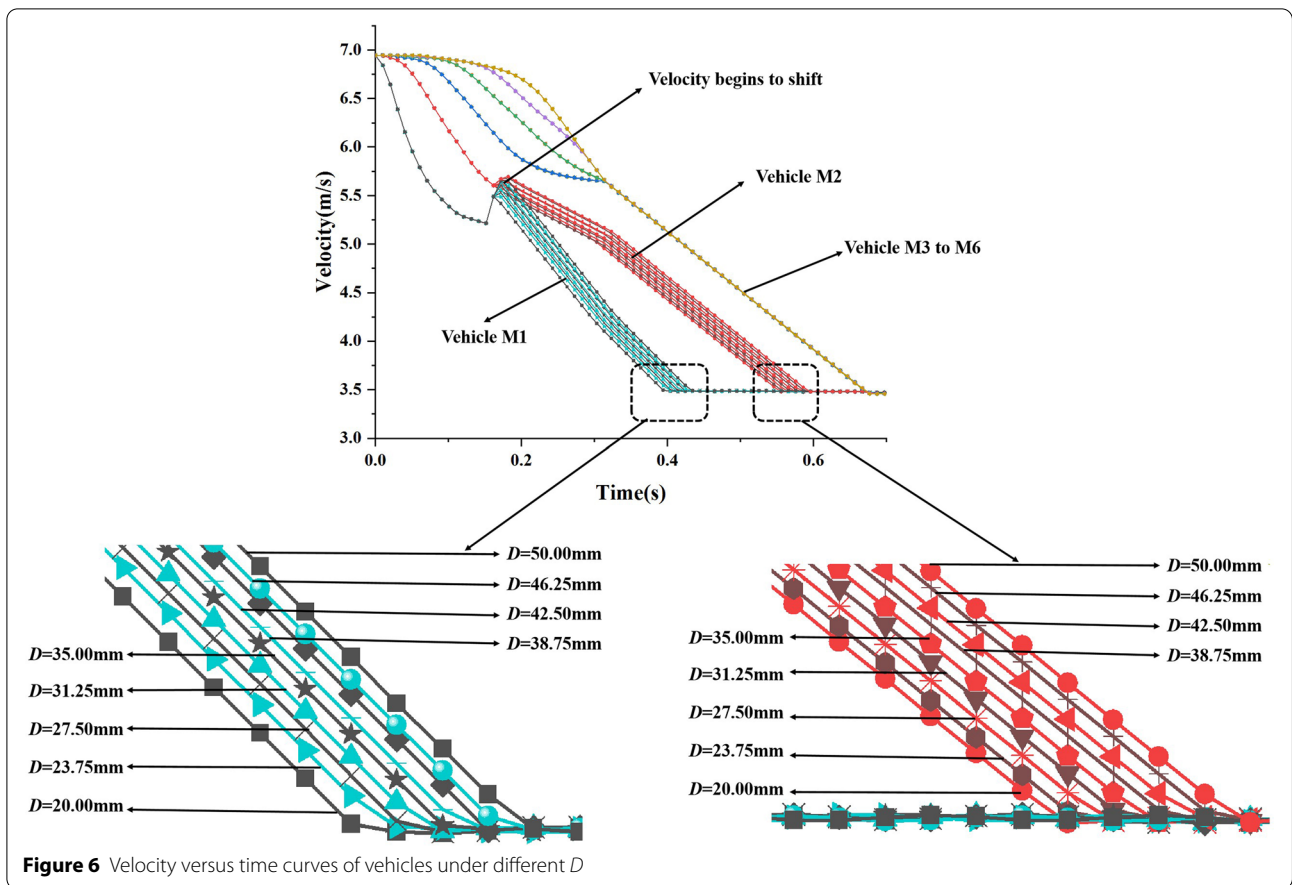 7.0
6.5
6.0
5.5
5.0
4.5
4.0
3.5
3.0
Velocity(m/s)
Velocity begins to shift
Vehicle M2
Vehicle M3 to M6
Vehicle M1
0.0
0.2
0.4
0.6
Time(s)
D=50.00mm
D=46.25mm
D=42.50mm
D=38.75mm
D=35.00mm
D=31.25mm
D=27.50mm
D=23.75mm
D=20.00mm
D=50.00mm
D=46.25mm
D=42.50mm
D=38.75mm
D=35.00mm
D=31.25mm
D=27.50mm
D=23.75mm
D=20.00mm
Figure 6 Velocity versus time curves of vehicles under different D